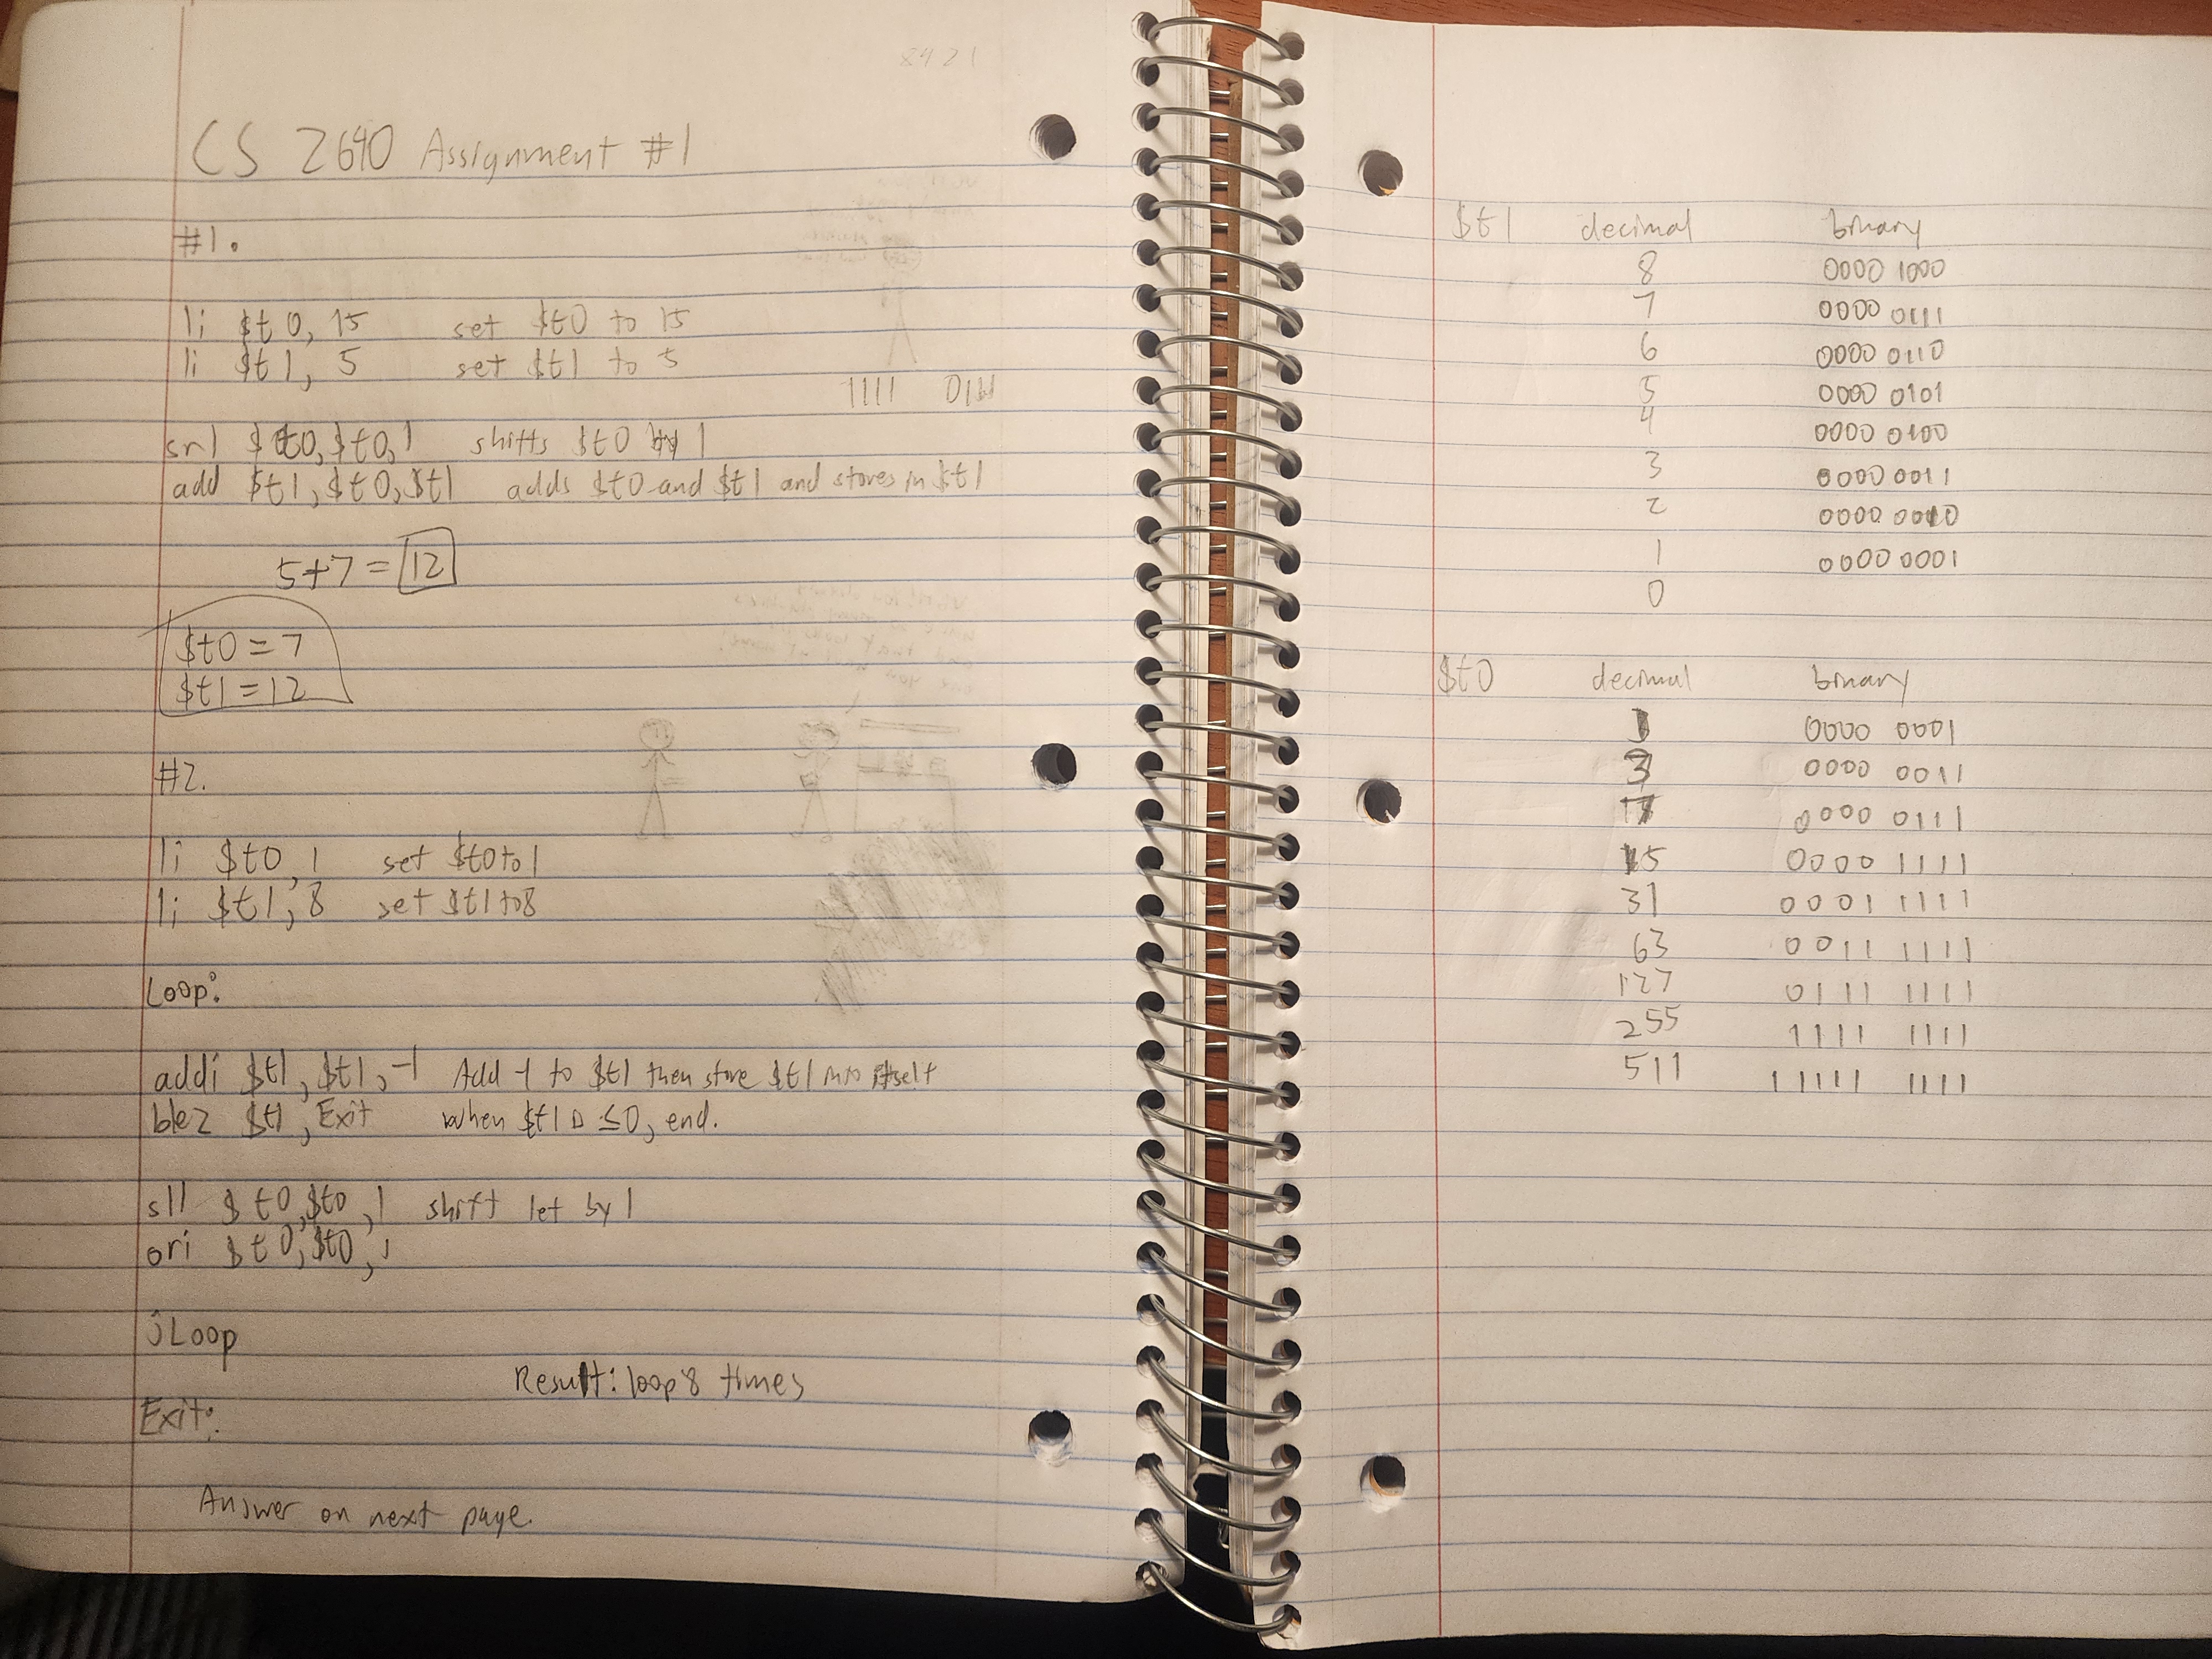 8421
CS 2640 Assignment #1
#1.
li $t0, 15 set $t0 to 15
li $t1, 5 set $t1 to 5
1111 0111
srl $t0,$t0,1 shifts $t0 by 1
add $t1,$t0,$t1 adds $t0 and $t1 and stores in $t1
5+7=12
$t0=7
$t1=12
#2.
li $t0,1 set $t0 to 1
li $t1,8 set $t1 to 8
Loop:
addi $t1,$t1,-1 Add -1 to $t1 then store $t1 into itself
blez $t1,Exit when $t1 ≤0, end.
sll $t0,$t0,1 shift let by 1
ori $t0,$t0,1
j Loop
Result: loop 8 times
Exit:
Answer on next page.
$t1 decimal binary
8 0000 1000
7 0000 0111
6 0000 0110
5 0000 0101
4 0000 0100
3 0000 0011
2 0000 0010
1 0000 0001
0
$t0 decimal binary
1 0000 0001
3 0000 0011
7 0000 0111
15 0000 1111
31 0001 1111
63 0011 1111
127 0111 1111
255 1111 1111
511 11111 1111